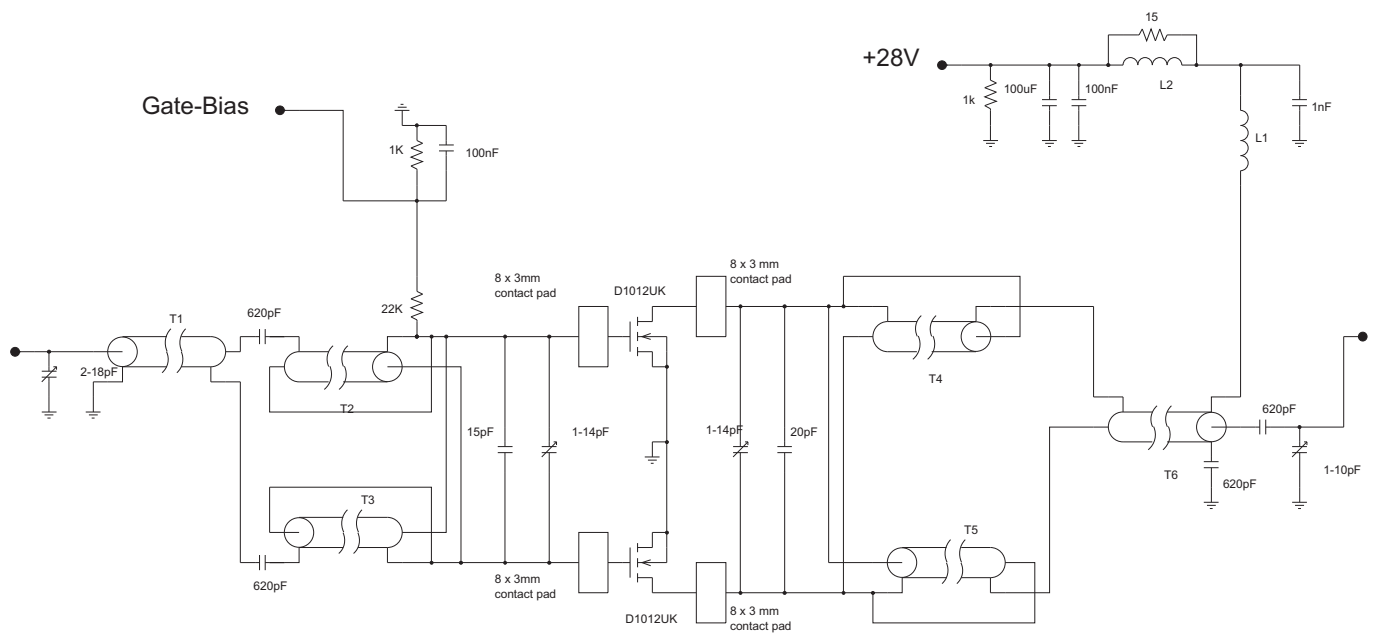 15
+28V
L2
1k
100uF
100nF
1nF
Gate-Bias
1K
100nF
L1
8 x 3mm
contact pad
D1012UK
8 x 3 mm
contact pad
22K
620pF
T1
2-18pF
T2
T4
15pF
1-14pF
1-14pF
20pF
620pF
T6
620pF
1-10pF
T3
T5
620pF
8 x 3mm
contact pad
D1012UK
8 x 3 mm
contact pad